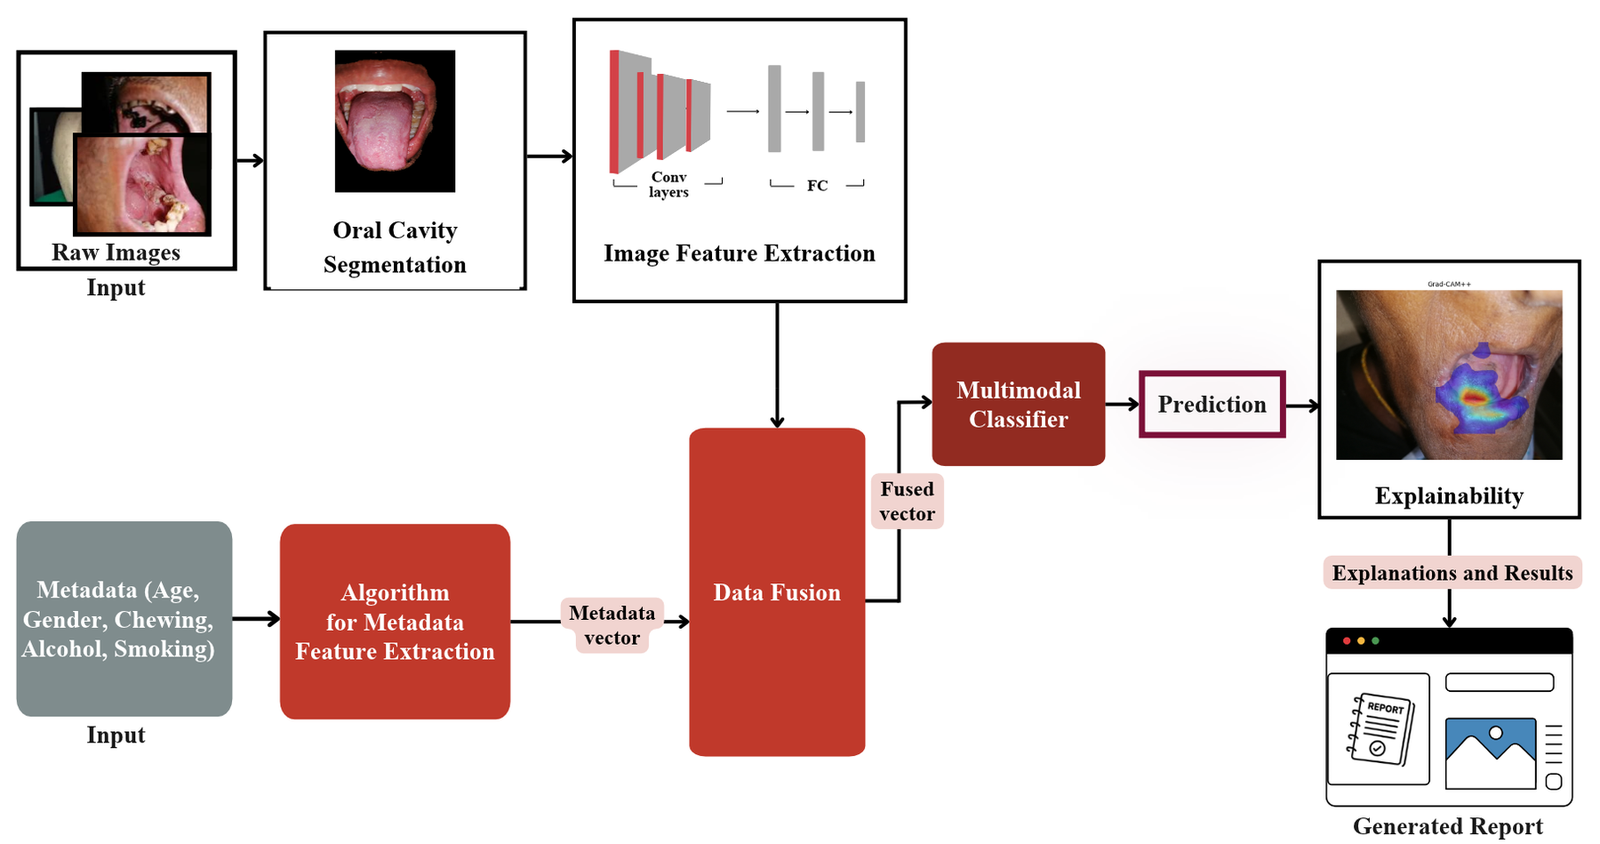 Raw Images
Input
Oral Cavity
Segmentation
Conv
layers
FC
Image Feature Extraction
Metadata (Age,
Gender, Chewing,
Alcohol, Smoking)
Input
Algorithm
for Metadata
Feature Extraction
Metadata
vector
Data Fusion
Fused
vector
Multimodal
Classifier
Prediction
Grad-CAM++
Explainability
Explanations and Results
REPORT
Generated Report